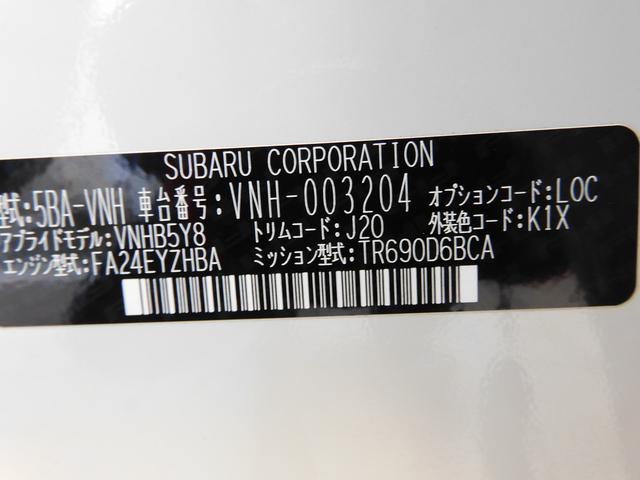 SUBARU CORPORATION
型式:5BA-VNH 車台番号:VNH-003204 オプションコード:LOC
アプライドモデル:VNHB5Y8 トリムコード:J20 外装色コード:K1X
エンジン型式:FA24EYZHBA ミッション型式:TR690D6BCA